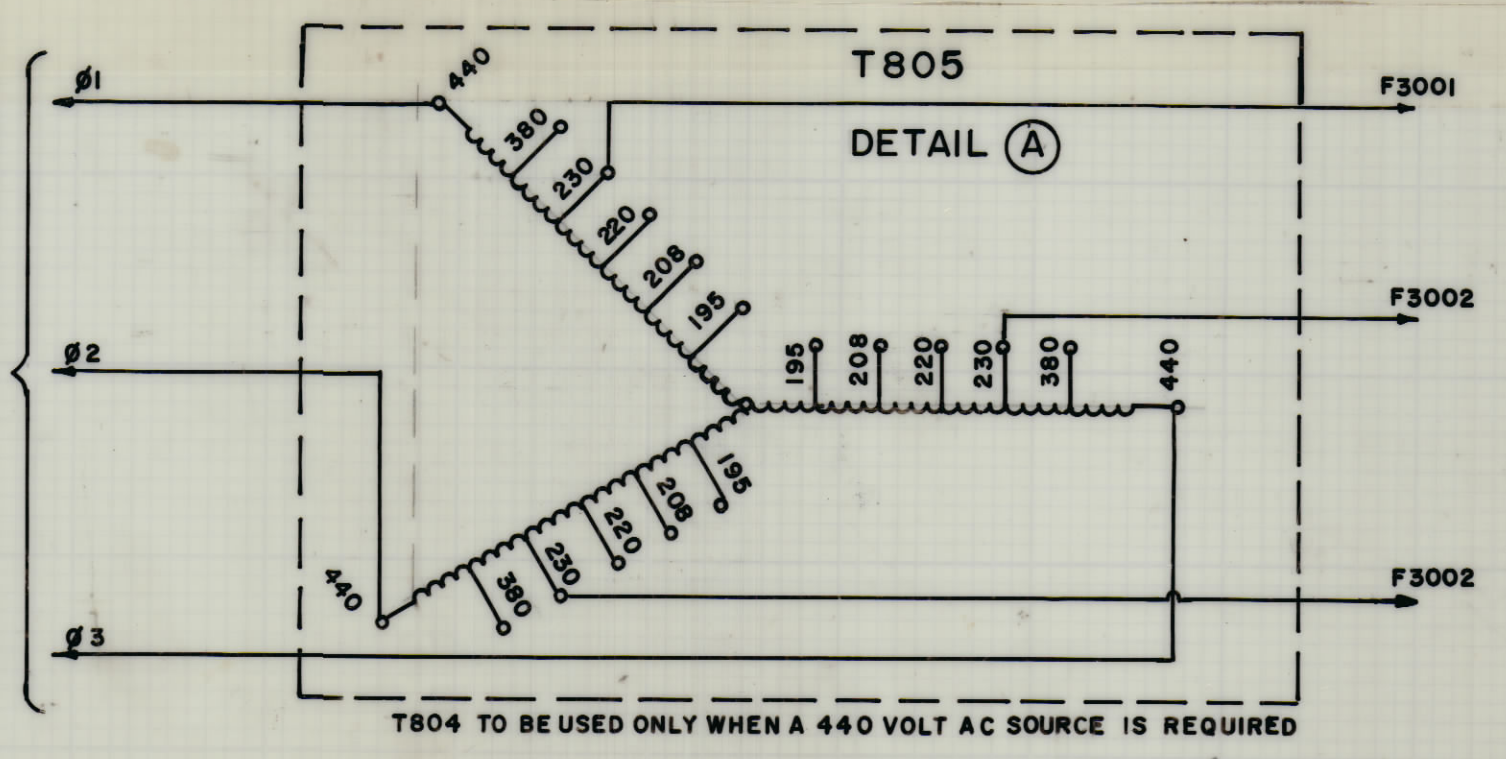 T805
DETAIL A
Ø1
440
380
230
220
208
195
F3001
F3002
Ø2
195
208
220
230
380
440
195
208
220
230
380
440
F3002
Ø3
T804 TO BE USED ONLY WHEN A 440 VOLT AC SOURCE IS REQUIRED